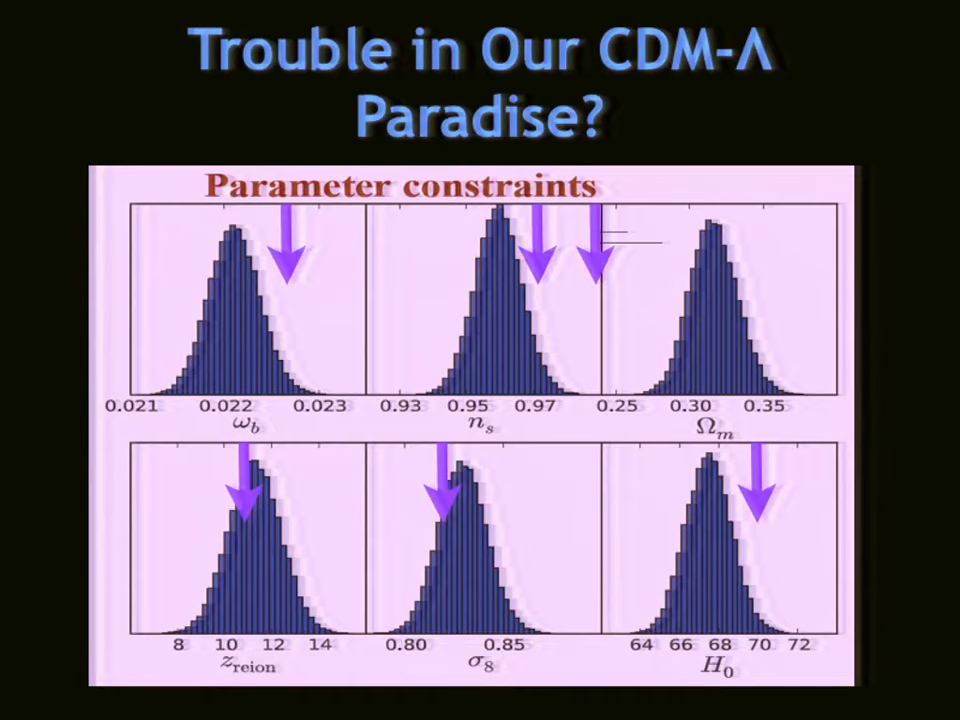 Trouble in Our CDM-Λ
Paradise?
Parameter constraints
0.021 0.022 0.023 0.93 0.95 0.97 0.25 0.30 0.35
ω_b n_s Ω_m
8 10 12 14 0.80 0.85 64 66 68 70 72
z_reion σ_8 H_0